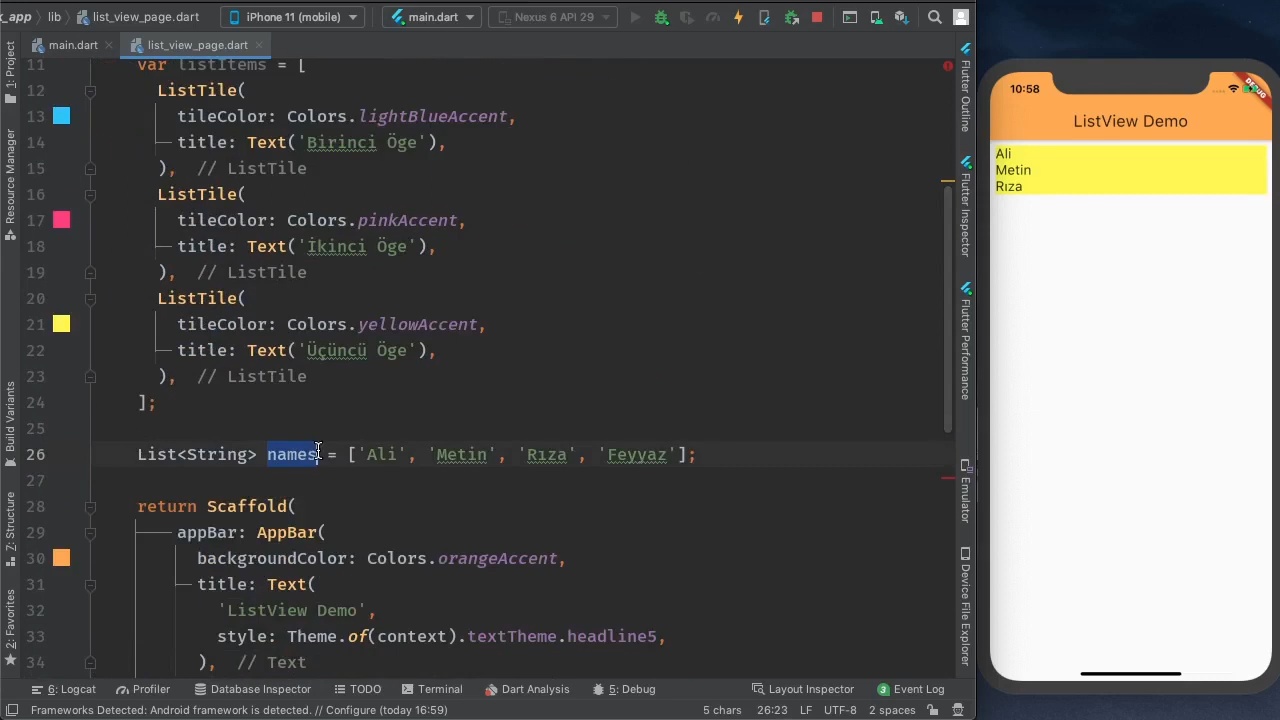 _app
lib
list_view_page.dart
iPhone 11 (mobile)
main.dart
Nexus 6 API 29
main.dart
list_view_page.dart
11 var listItems = [
12 ListTile(
13 tileColor: Colors.lightBlueAccent,
14 title: Text('Birinci Öge'),
15 ), // ListTile
16 ListTile(
17 tileColor: Colors.pinkAccent,
18 title: Text('İkinci Öge'),
19 ), // ListTile
20 ListTile(
21 tileColor: Colors.yellowAccent,
22 title: Text('Üçüncü Öge'),
23 ), // ListTile
24 ];
25
26 List<String> names = ['Ali', 'Metin', 'Rıza', 'Feyyaz'];
27
28 return Scaffold(
29 appBar: AppBar(
30 backgroundColor: Colors.orangeAccent,
31 title: Text(
32 'ListView Demo',
33 style: Theme.of(context).textTheme.headline5,
34 ), // Text
1: Project
Resource Manager
Build Variants
Z: Structure
2: Favorites
Flutter Outline
Flutter Inspector
Flutter Performance
Emulator
Device File Explorer
6: Logcat
Profiler
Database Inspector
TODO
Terminal
Dart Analysis
5: Debug
Layout Inspector
3 Event Log
Frameworks Detected: Android framework is detected. // Configure (today 16:59)
5 chars
26:23
LF
UTF-8
2 spaces
10:58
DEBUG
ListView Demo
Ali
Metin
Rıza